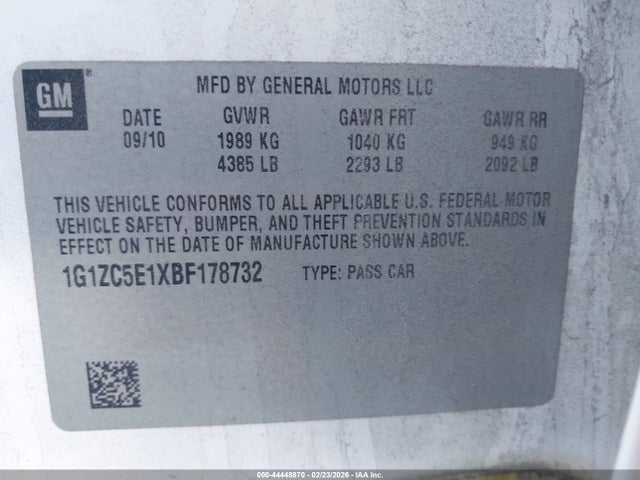 GM®
MFD BY GENERAL MOTORS LLC
DATE GVWR GAWR FRT GAWR RR
09/10 1989 KG 1040 KG 949 KG
4385 LB 2293 LB 2092 LB
THIS VEHICLE CONFORMS TO ALL APPLICABLE U.S. FEDERAL MOTOR
VEHICLE SAFETY, BUMPER, AND THEFT PREVENTION STANDARDS IN
EFFECT ON THE DATE OF MANUFACTURE SHOWN ABOVE.
1G1ZC5E1XBF178732 TYPE: PASS CAR
000-44448870 - 02/23/2026 - IAA, Inc.